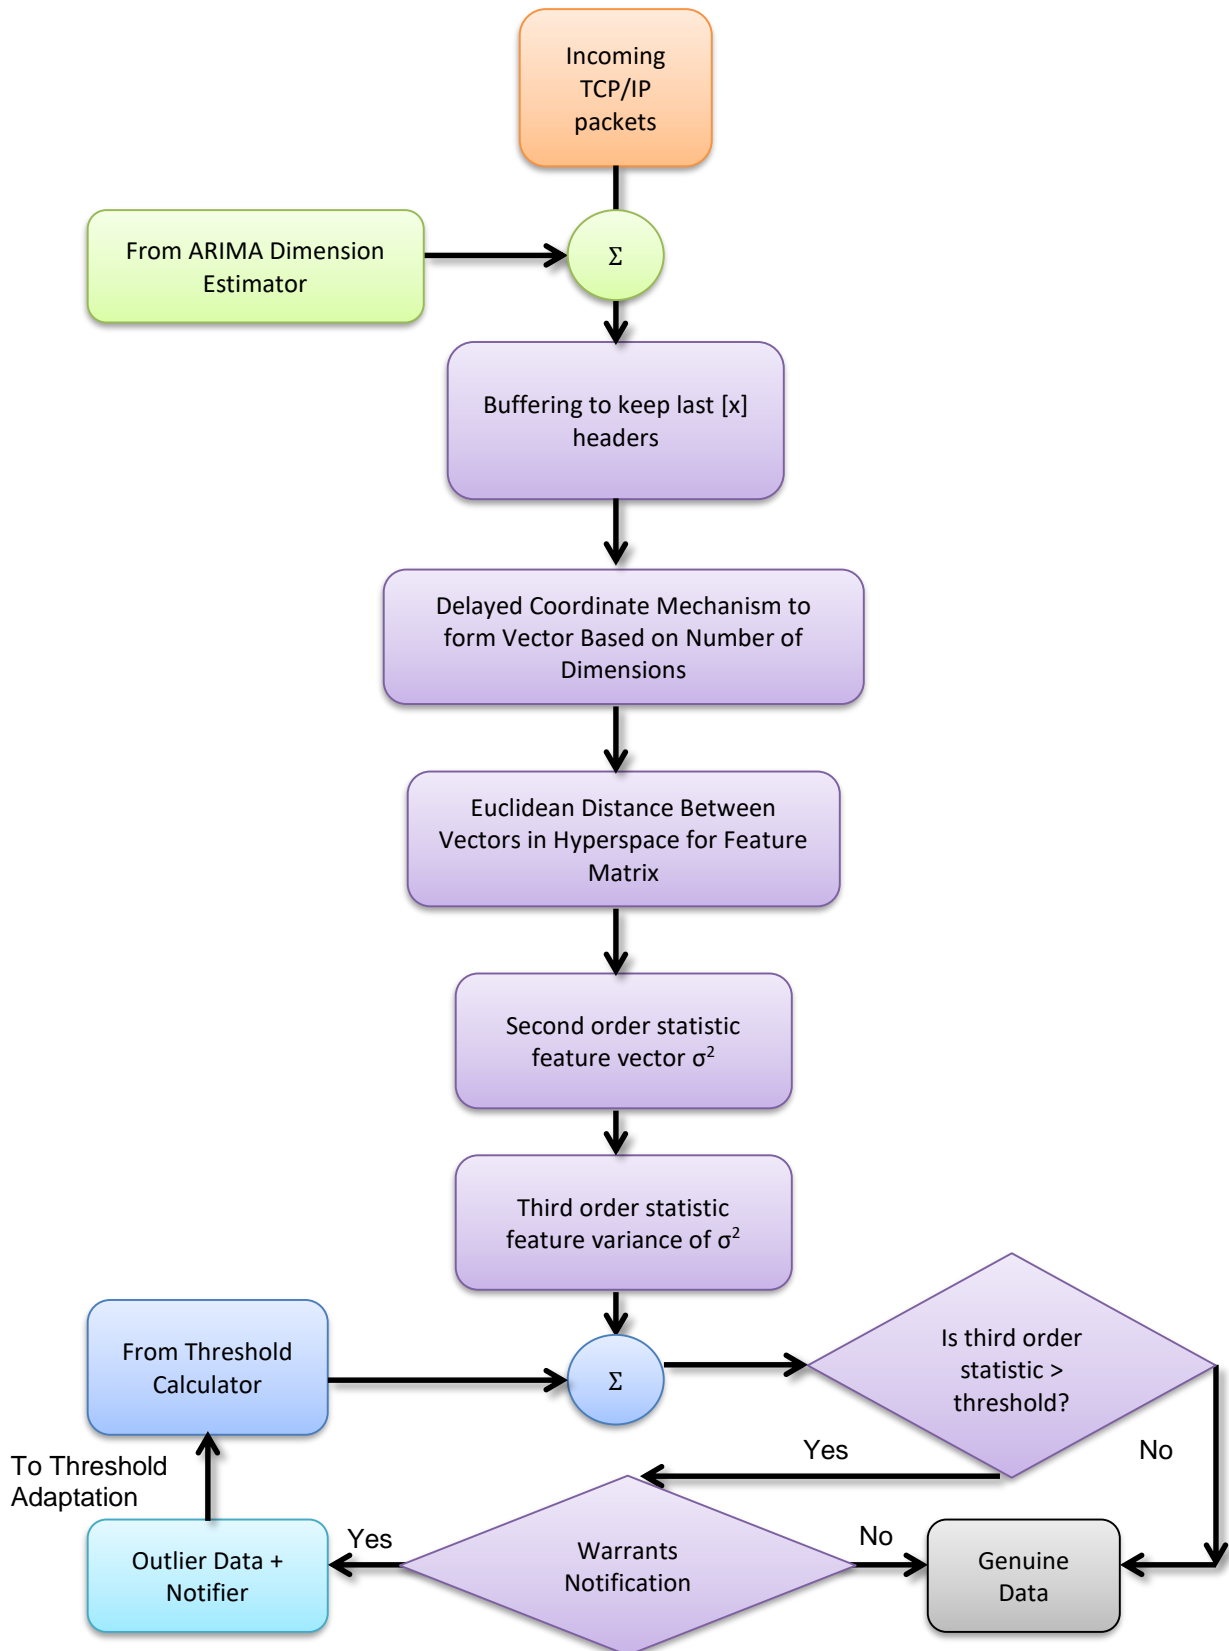 Incoming
TCP/IP
packets
From ARIMA Dimension
Estimator
Σ
Buffering to keep last [x]
headers
Delayed Coordinate Mechanism to
form Vector Based on Number of
Dimensions
Euclidean Distance Between
Vectors in Hyperspace for Feature
Matrix
Second order statistic
feature vector σ²
Third order statistic
feature variance of σ²
From Threshold
Calculator
Σ
Is third order
statistic >
threshold?
Yes
No
To Threshold
Adaptation
Yes
No
Outlier Data +
Notifier
Warrants
Notification
Genuine
Data